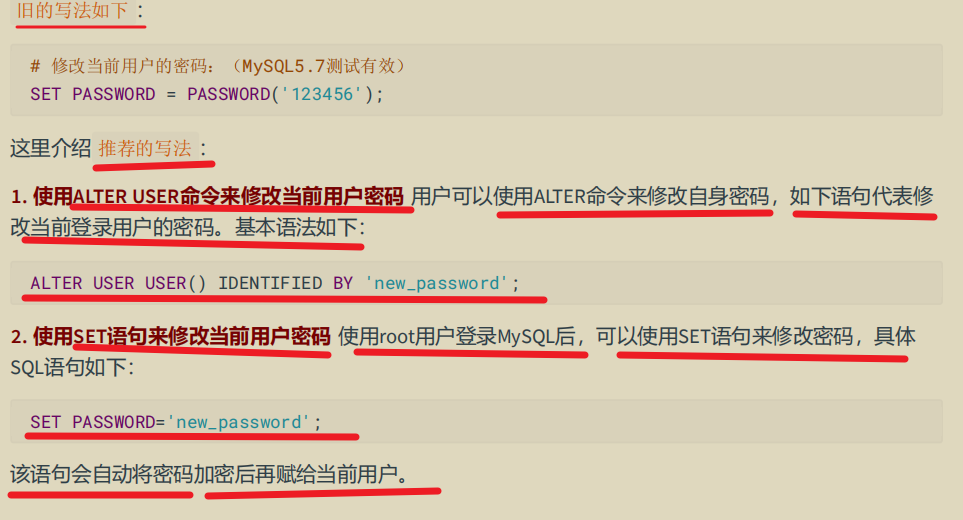 旧的写法如下：
# 修改当前用户的密码：（MySQL5.7测试有效）
SET PASSWORD = PASSWORD('123456');
这里介绍 推荐的写法：
1. 使用ALTER USER命令来修改当前用户密码 用户可以使用ALTER命令来修改自身密码，如下语句代表修
改当前登录用户的密码。基本语法如下：
ALTER USER USER() IDENTIFIED BY 'new_password';
2. 使用SET语句来修改当前用户密码 使用root用户登录MySQL后，可以使用SET语句来修改密码，具体
SQL语句如下：
SET PASSWORD='new_password';
该语句会自动将密码加密后再赋给当前用户。